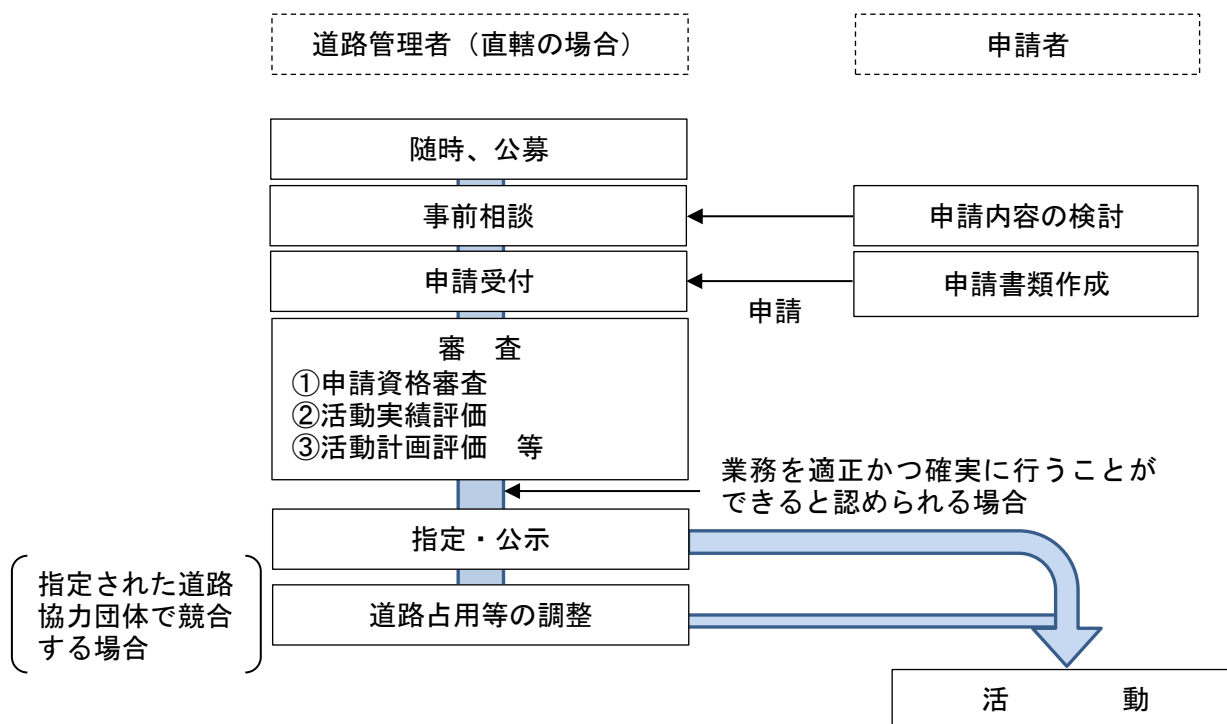 道路管理者（直轄の場合）
申請者
随時、公募
事前相談
申請内容の検討
申請受付
申請書類作成
申請
審　査
①申請資格審査
②活動実績評価
③活動計画評価　等
業務を適正かつ確実に行うことが
できると認められる場合
指定・公示
指定された道路
協力団体で競合
する場合
道路占用等の調整
活　　　動